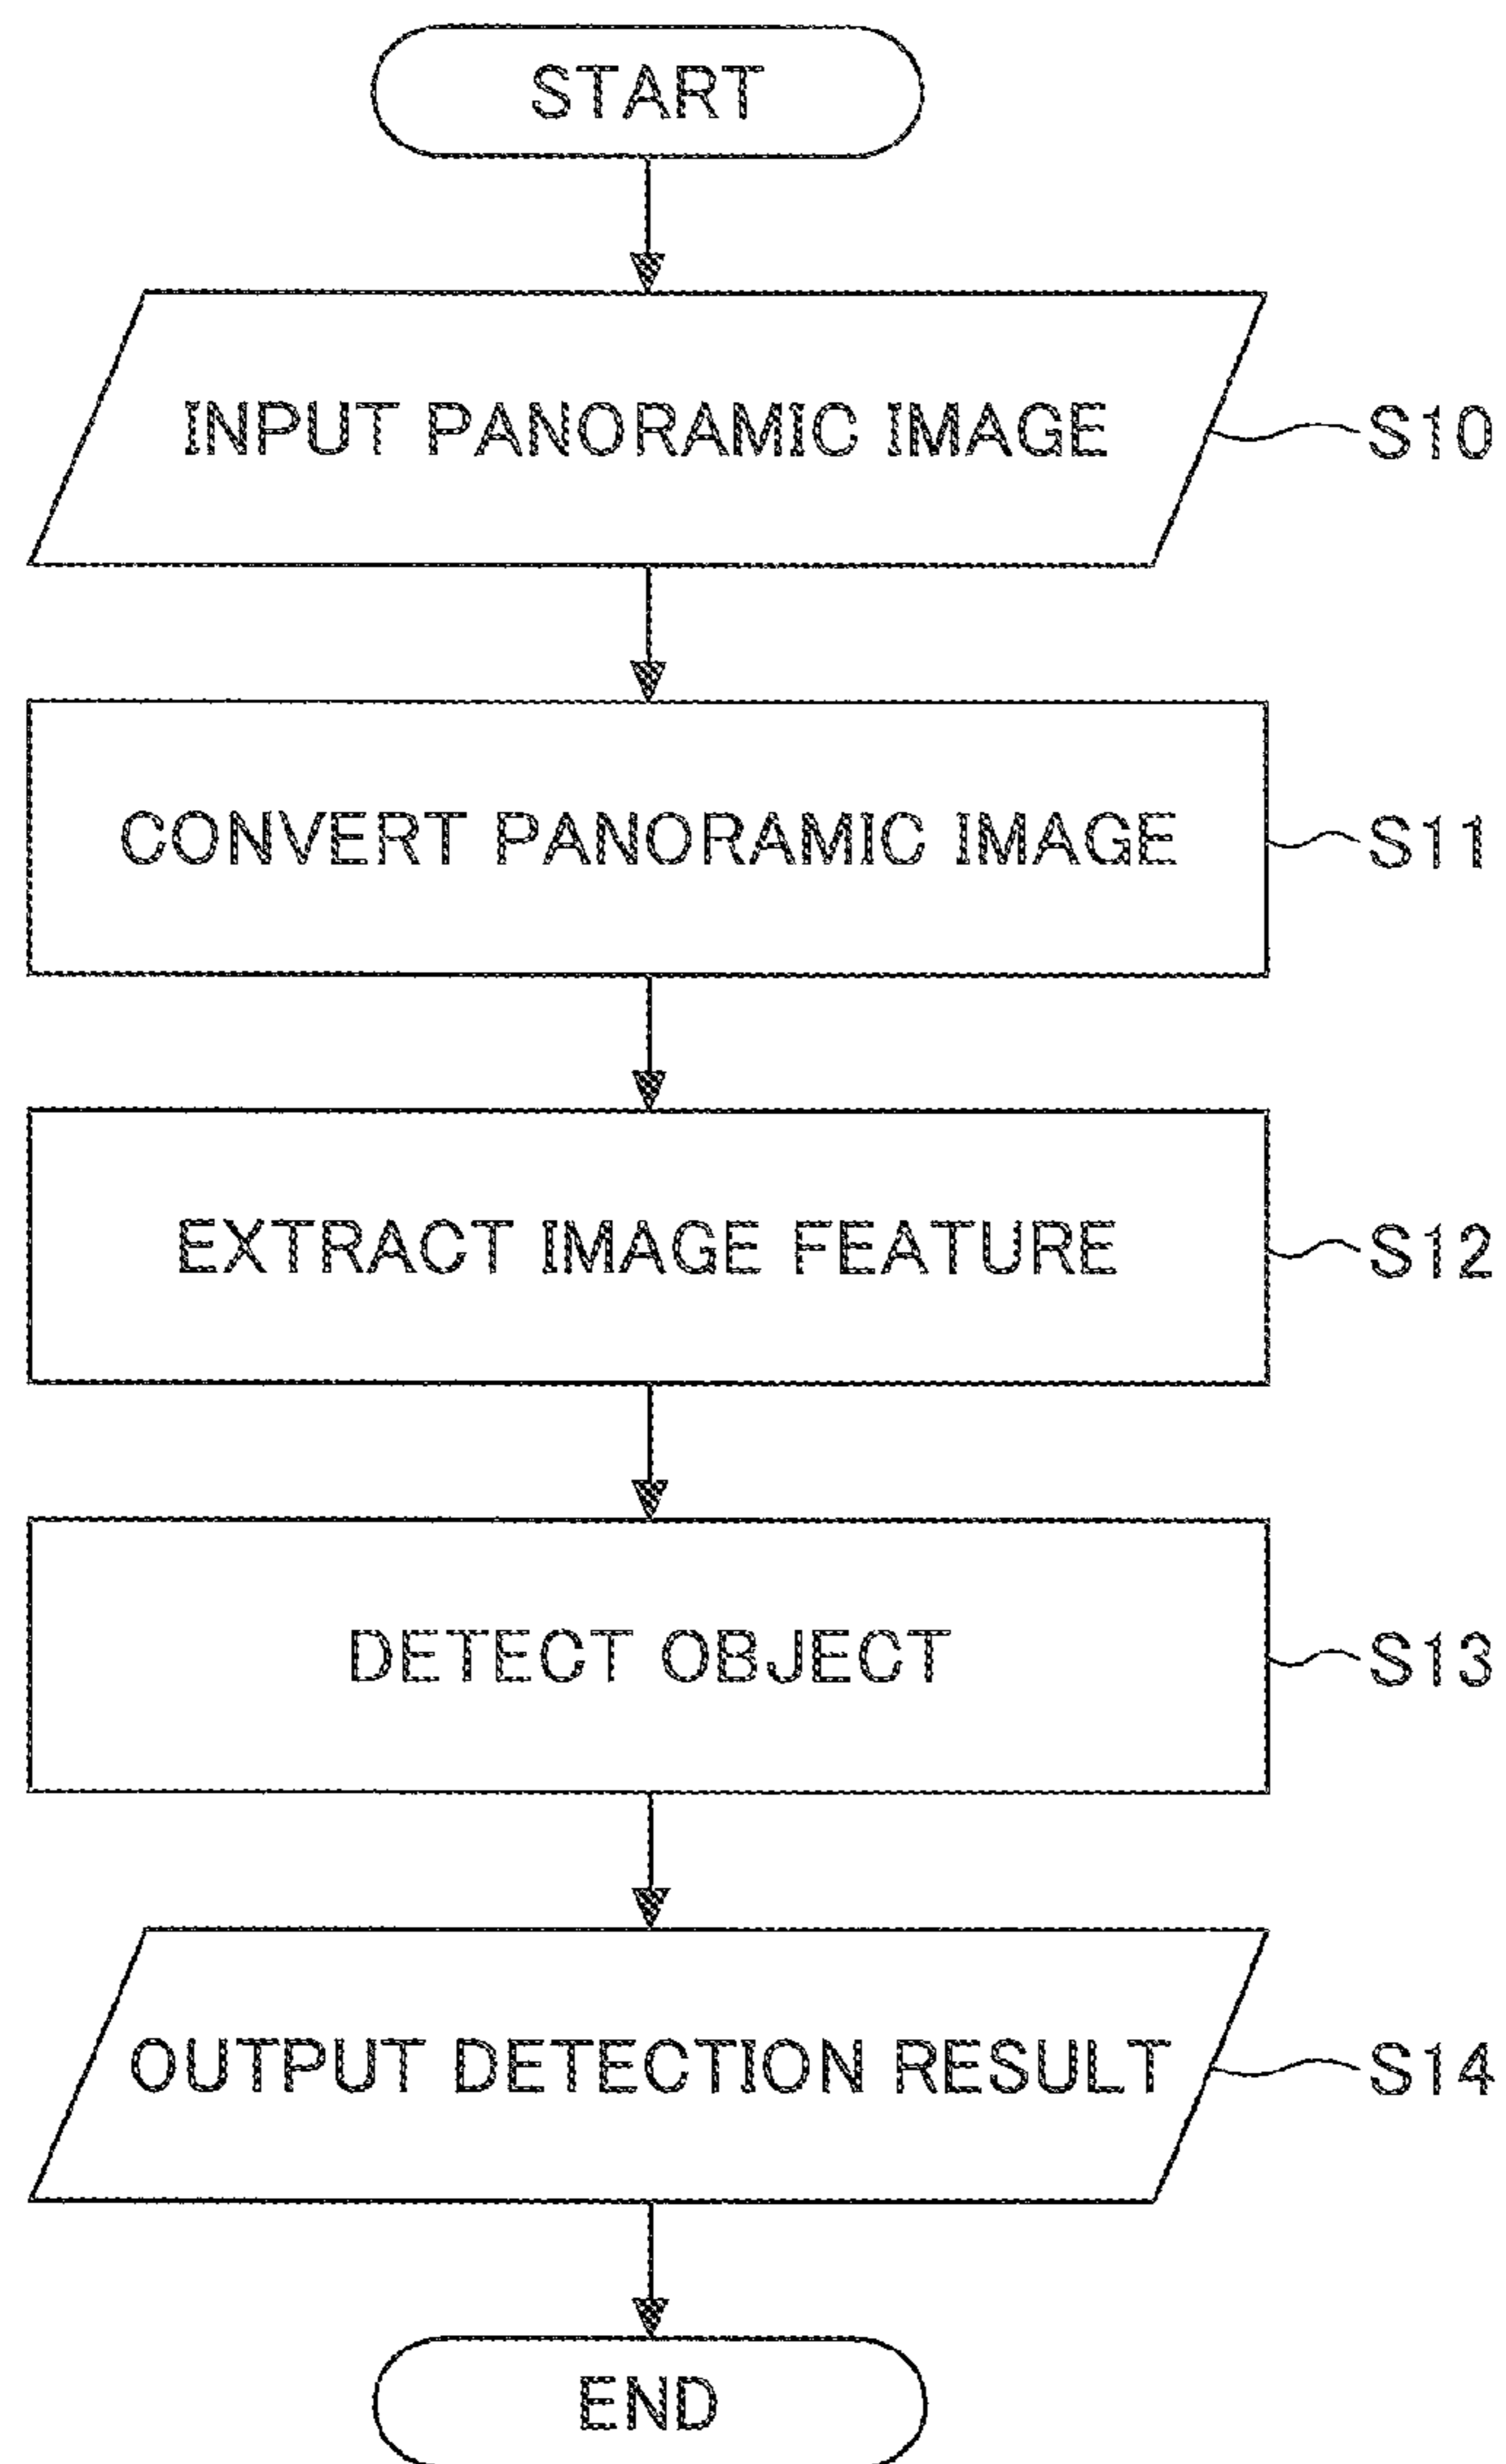 START
INPUT PANORAMIC IMAGE S10
CONVERT PANORAMIC IMAGE S11
EXTRACT IMAGE FEATURE S12
DETECT OBJECT S13
OUTPUT DETECTION RESULT S14
END